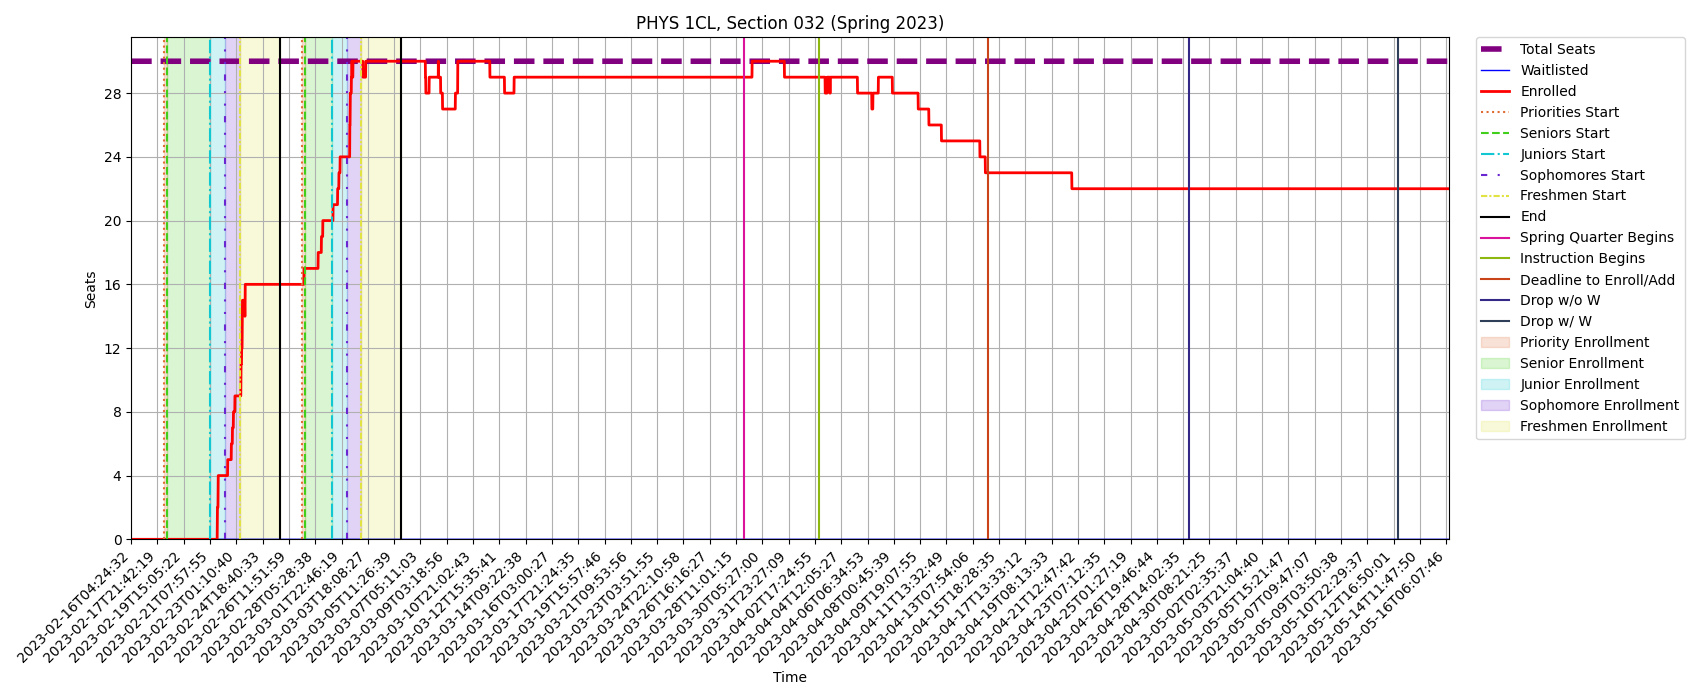 PHYS 1CL, Section 032 (Spring 2023)
Seats
28
24
20
16
12
8
4
0
2023-02-16T04:24:32
2023-02-17T21:42:19
2023-02-19T15:05:22
2023-02-21T07:57:55
2023-02-23T01:10:40
2023-02-24T18:40:33
2023-02-26T11:51:59
2023-02-28T05:28:38
2023-03-01T22:46:19
2023-03-03T18:08:27
2023-03-05T11:26:39
2023-03-07T05:11:03
2023-03-09T03:18:56
2023-03-10T21:02:43
2023-03-12T15:35:41
2023-03-14T09:22:38
2023-03-16T03:00:27
2023-03-17T21:24:35
2023-03-19T15:57:46
2023-03-21T09:53:56
2023-03-23T03:51:55
2023-03-24T22:10:58
2023-03-26T16:16:27
2023-03-28T11:01:15
2023-03-30T05:27:00
2023-03-31T23:27:09
2023-04-02T17:24:55
2023-04-04T12:05:27
2023-04-06T06:34:53
2023-04-08T00:45:39
2023-04-09T19:07:55
2023-04-11T13:32:49
2023-04-13T07:54:06
2023-04-15T18:28:35
2023-04-17T13:33:12
2023-04-19T08:13:33
2023-04-21T12:47:42
2023-04-23T07:12:35
2023-04-25T01:27:19
2023-04-26T19:46:44
2023-04-28T14:02:35
2023-04-30T08:21:25
2023-05-02T02:35:37
2023-05-03T21:04:40
2023-05-05T15:21:47
2023-05-07T09:47:07
2023-05-09T03:50:38
2023-05-10T22:29:37
2023-05-12T16:50:01
2023-05-14T11:47:50
2023-05-16T06:07:46
Time
Total Seats
Waitlisted
Enrolled
Priorities Start
Seniors Start
Juniors Start
Sophomores Start
Freshmen Start
End
Spring Quarter Begins
Instruction Begins
Deadline to Enroll/Add
Drop w/o W
Drop w/ W
Priority Enrollment
Senior Enrollment
Junior Enrollment
Sophomore Enrollment
Freshmen Enrollment